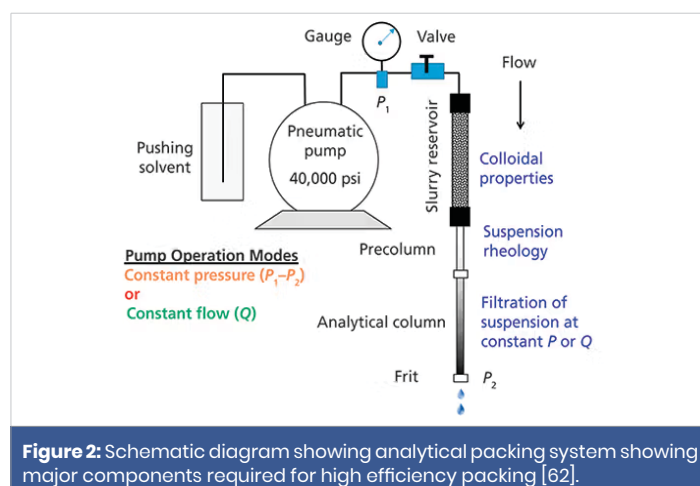 Gauge
Valve
Flow
P1
Pushing
solvent
Pneumatic
pump
40,000 psi
Slurry reservoir
Colloidal
properties
Suspension
rheology
Precolumn
Pump Operation Modes
Constant pressure (P1–P2)
or
Constant flow (Q)
Filtration of
suspension at
constant P or Q
Analytical column
Frit
P2
Figure 2: Schematic diagram showing analytical packing system showing
major components required for high efficiency packing [62].